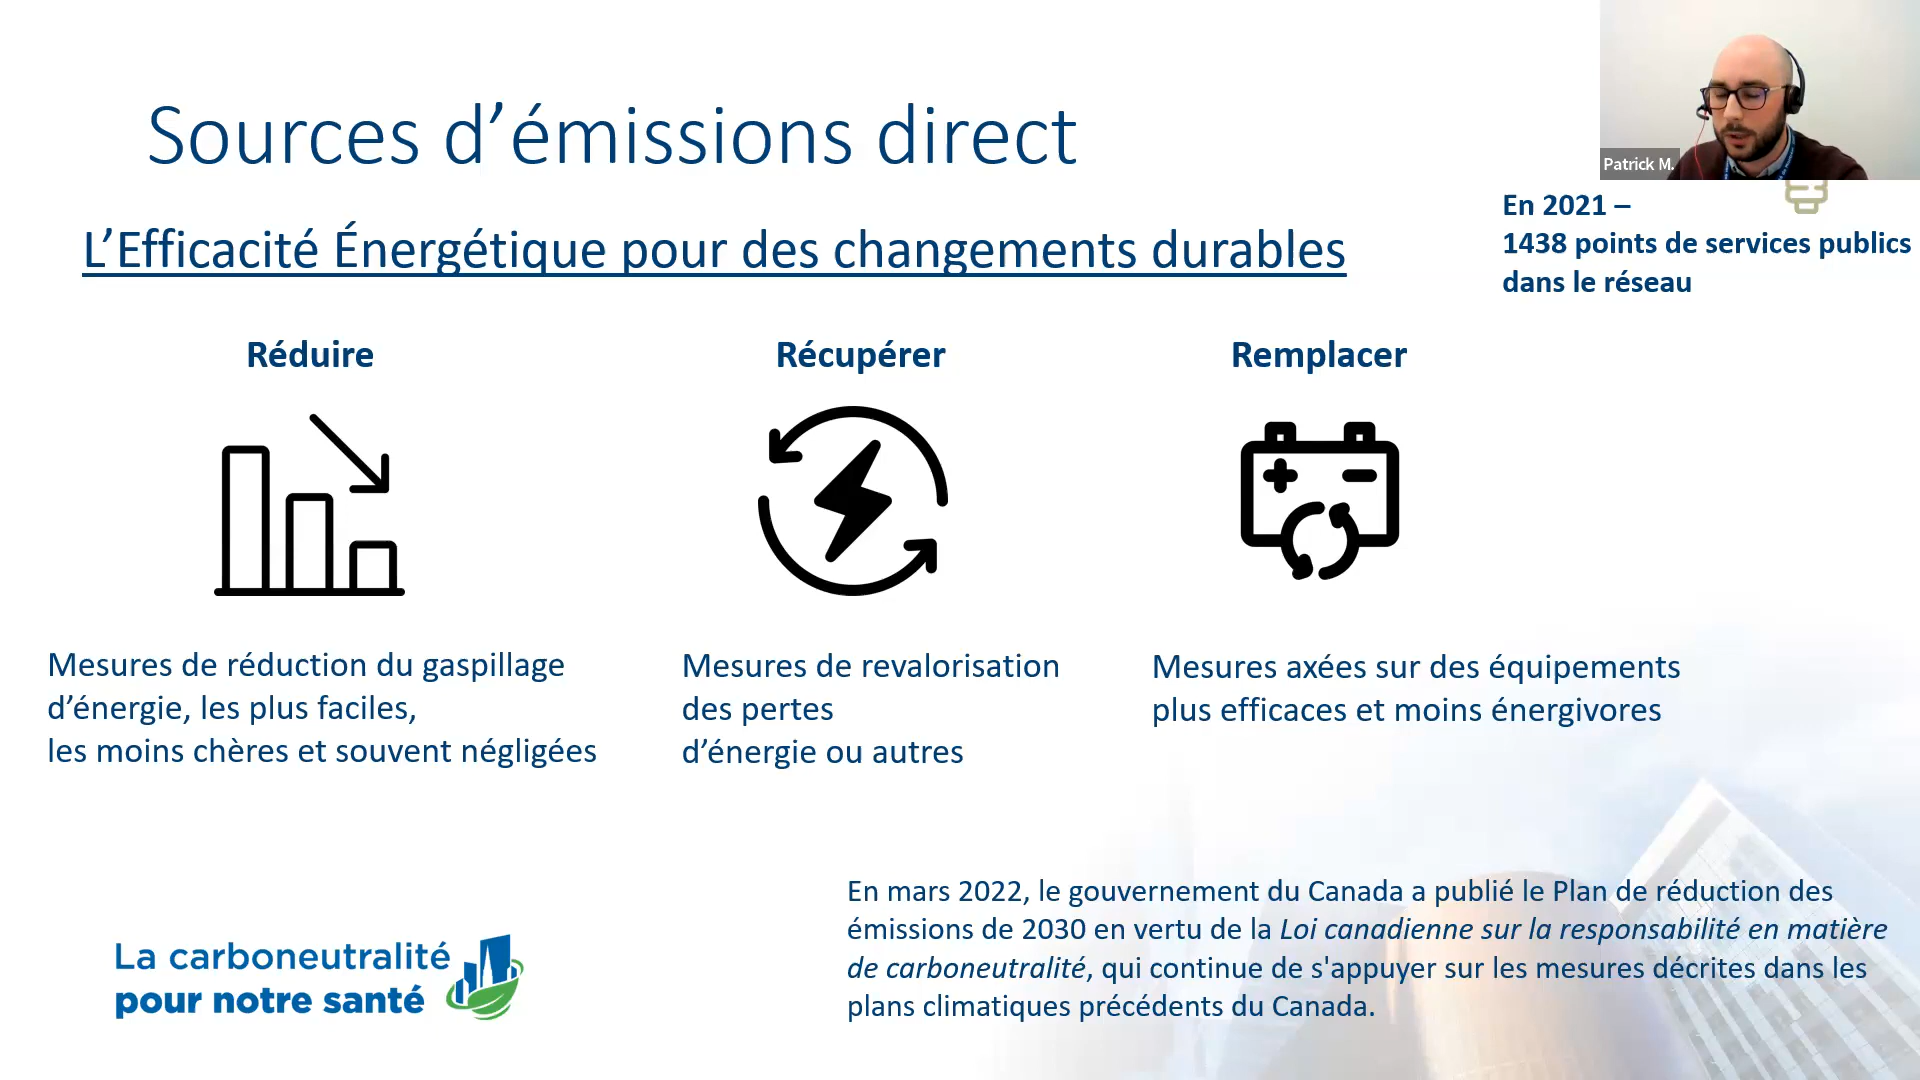 Sources d’émissions direct
Patrick M.
En 2021 –
1438 points de services publics
dans le réseau
L’Efficacité Énergétique pour des changements durables
Réduire
Récupérer
Remplacer
Mesures de réduction du gaspillage
d’énergie, les plus faciles,
les moins chères et souvent négligées
Mesures de revalorisation
des pertes
d’énergie ou autres
Mesures axées sur des équipements
plus efficaces et moins énergivores
En mars 2022, le gouvernement du Canada a publié le Plan de réduction des
émissions de 2030 en vertu de la Loi canadienne sur la responsabilité en matière
de carboneutralité, qui continue de s'appuyer sur les mesures décrites dans les
plans climatiques précédents du Canada.
La carboneutralité
pour notre santé